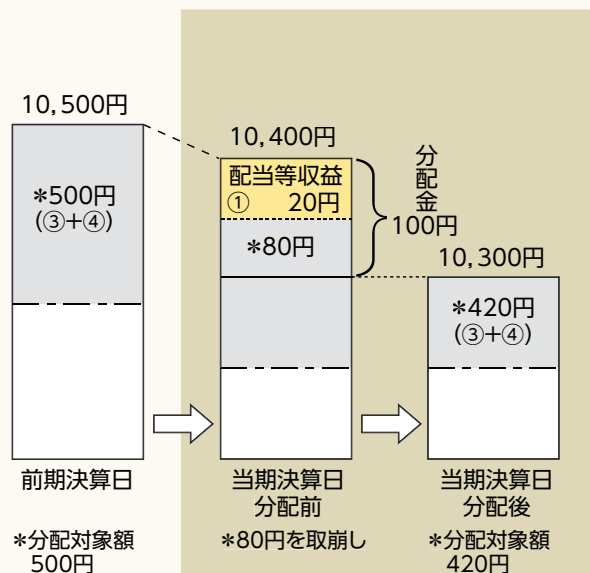 10,500円
*500円
(③+④)
前期決算日
*分配対象額
500円
10,400円
配当等収益
① 20円
*80円
分配金
100円
当期決算日
分配前
*80円を取崩し
10,300円
*420円
(③+④)
当期決算日
分配後
*分配対象額
420円